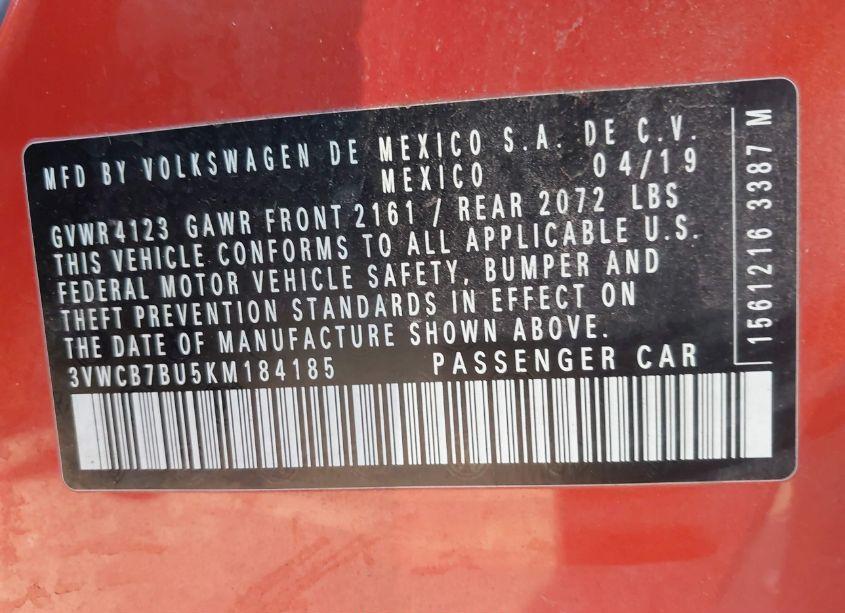 MFD BY VOLKSWAGEN DE MEXICO S.A. DE C.V.
MEXICO 04/19
GVWR4123 GAWR FRONT 2161 / REAR 2072 LBS
THIS VEHICLE CONFORMS TO ALL APPLICABLE U.S.
FEDERAL MOTOR VEHICLE SAFETY, BUMPER AND
THEFT PREVENTION STANDARDS IN EFFECT ON
THE DATE OF MANUFACTURE SHOWN ABOVE.
3VWCB7BU5KM184185 PASSENGER CAR
1561216 3387 M